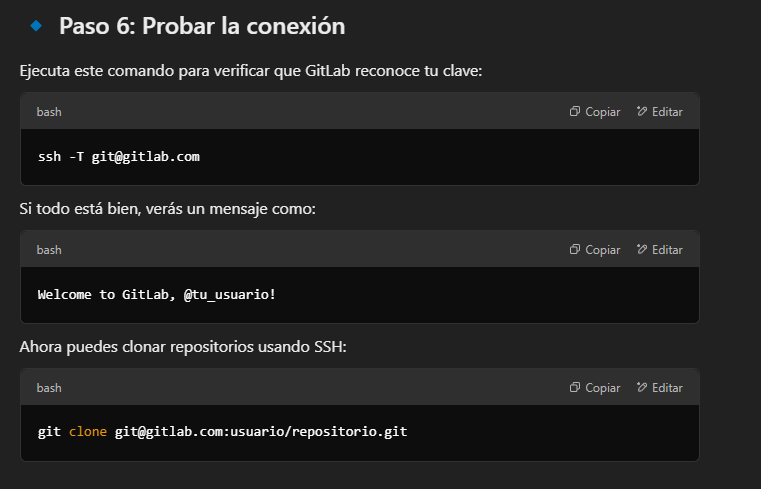 Paso 6: Probar la conexión
Ejecuta este comando para verificar que GitLab reconoce tu clave:
bash
Copiar
Editar
ssh -T git@gitlab.com
Si todo está bien, verás un mensaje como:
bash
Copiar
Editar
Welcome to GitLab, @tu_usuario!
Ahora puedes clonar repositorios usando SSH:
bash
Copiar
Editar
git clone git@gitlab.com:usuario/repositorio.git